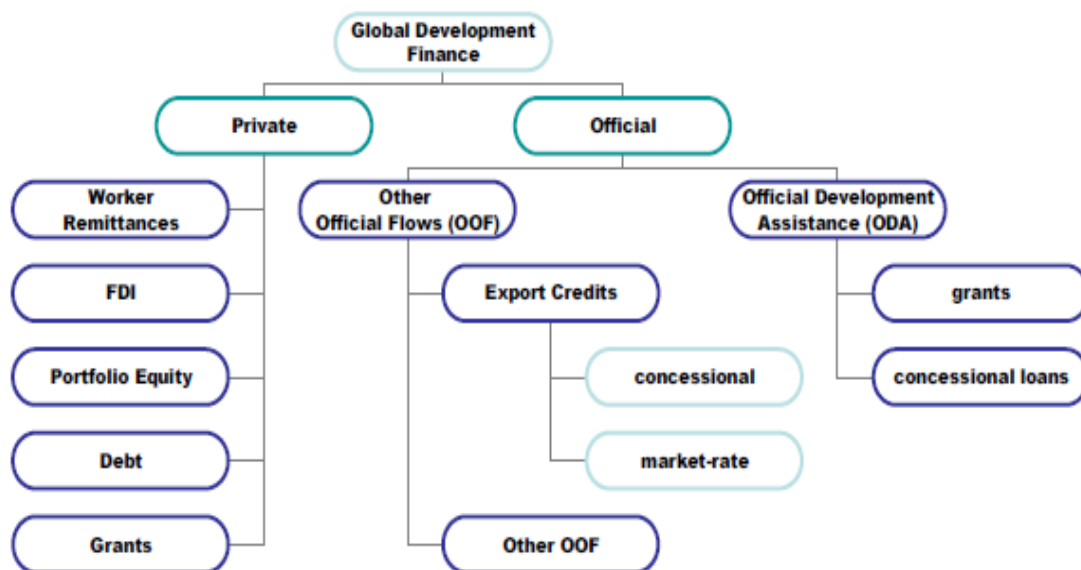 Global Development
Finance
Private
Official
Worker
Remittances
Other
Official Flows (OOF)
Official Development
Assistance (ODA)
FDI
Export Credits
grants
Portfolio Equity
concessional
concessional loans
Debt
market-rate
Grants
Other OOF